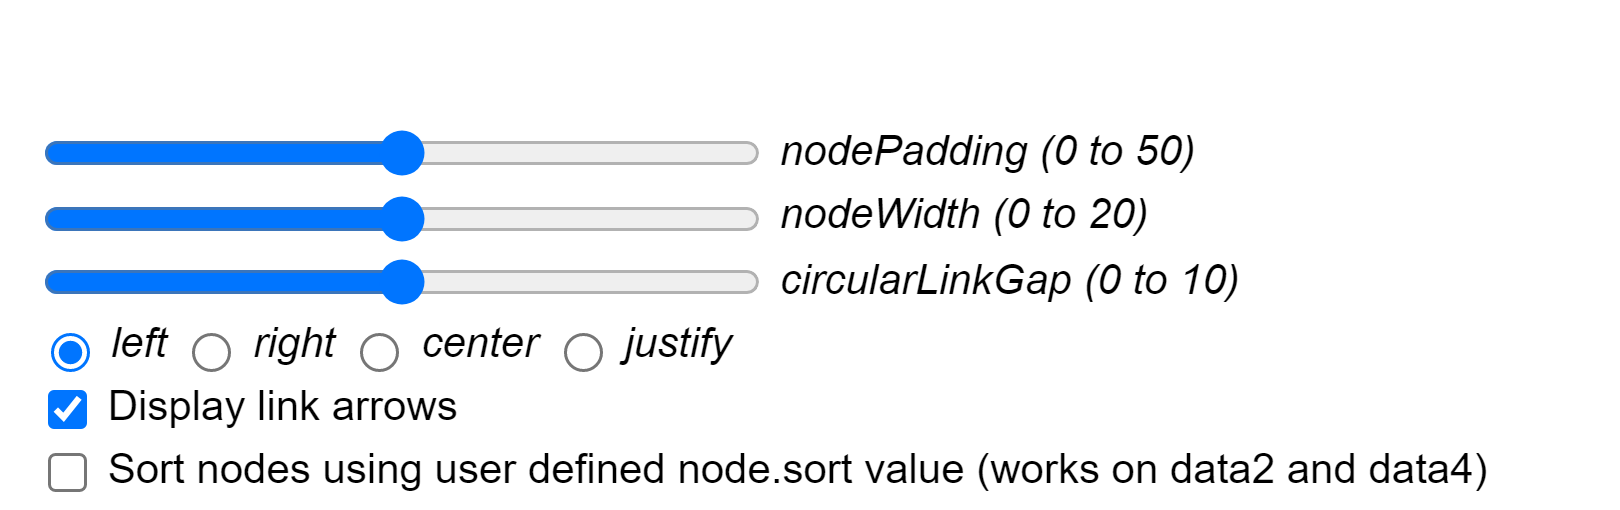 nodePadding (0 to 50)
nodeWidth (0 to 20)
circularLinkGap (0 to 10)
left right center justify
Display link arrows
Sort nodes using user defined node.sort value (works on data2 and data4)